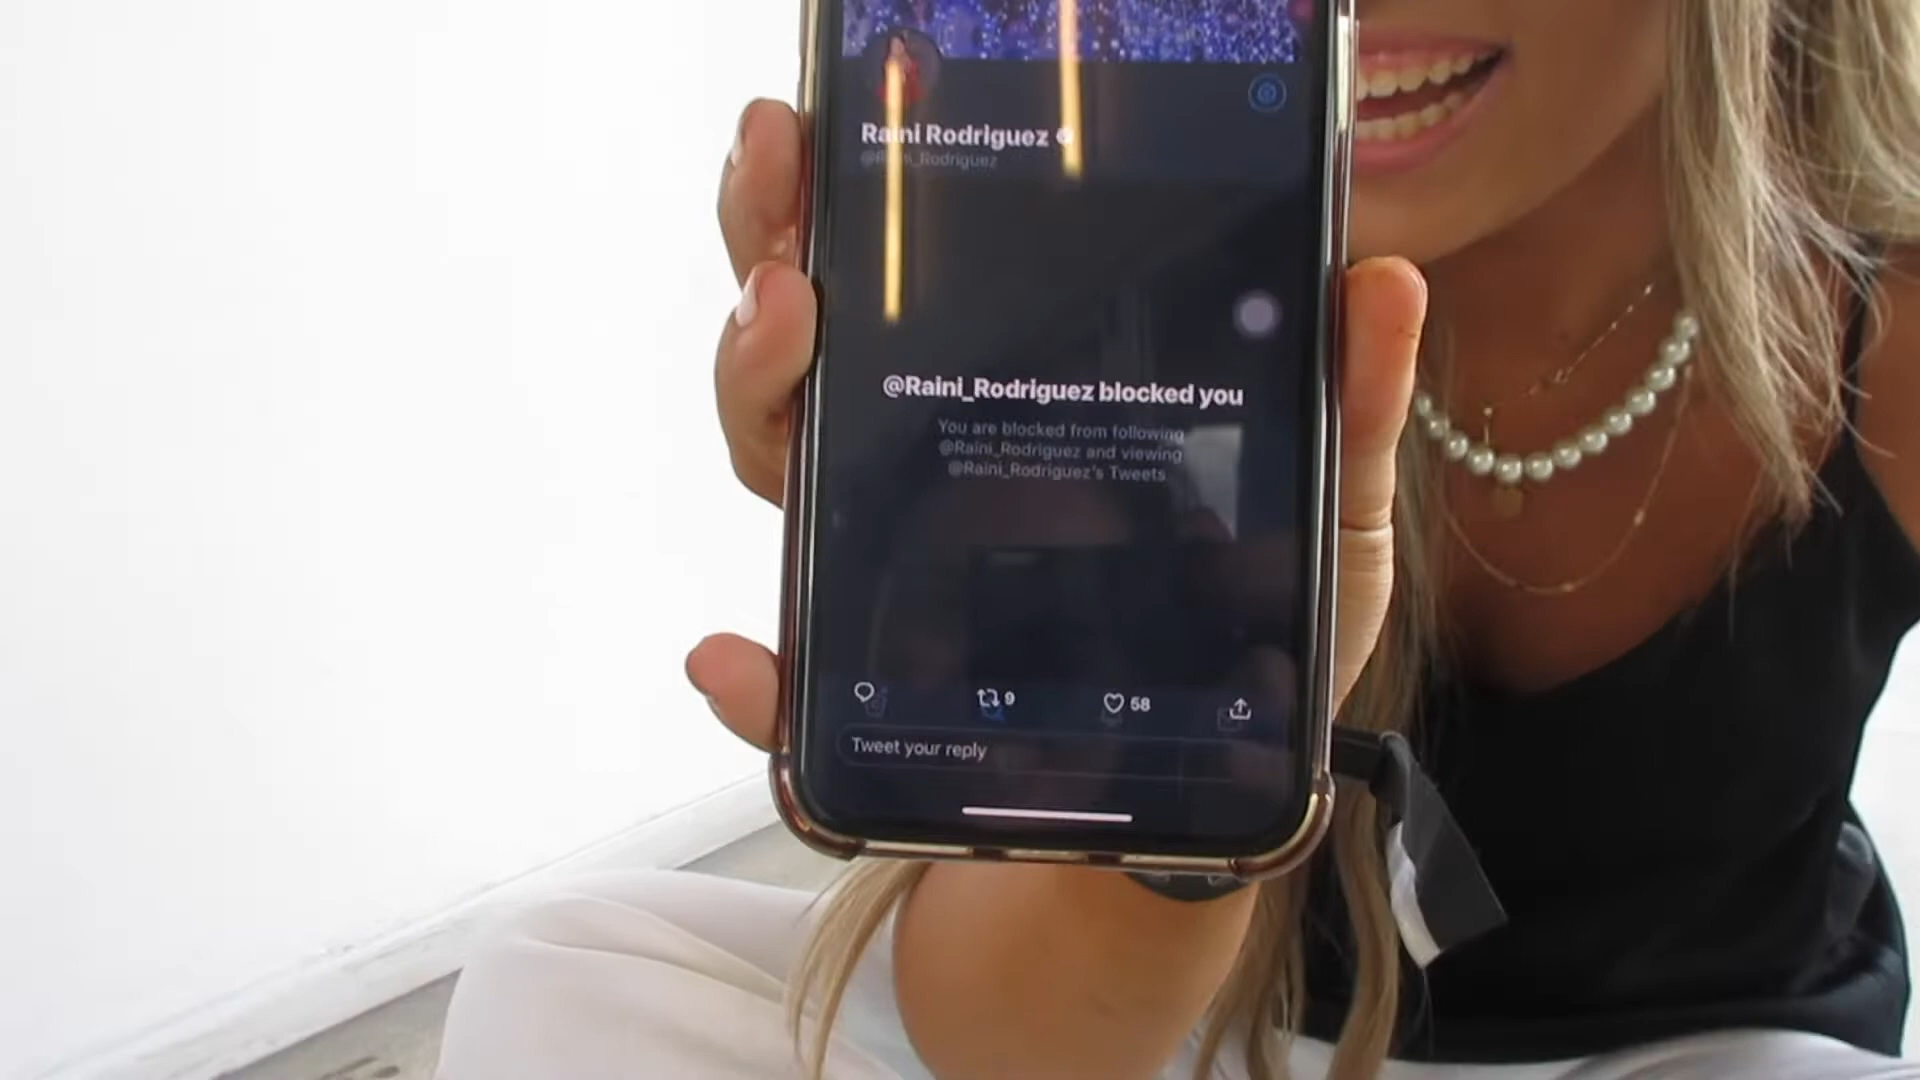 Raini Rodriguez
@Raini_Rodriguez
@Raini_Rodriguez blocked you
You are blocked from following
@Raini_Rodriguez and viewing
@Raini_Rodriguez's Tweets
9
58
Tweet your reply